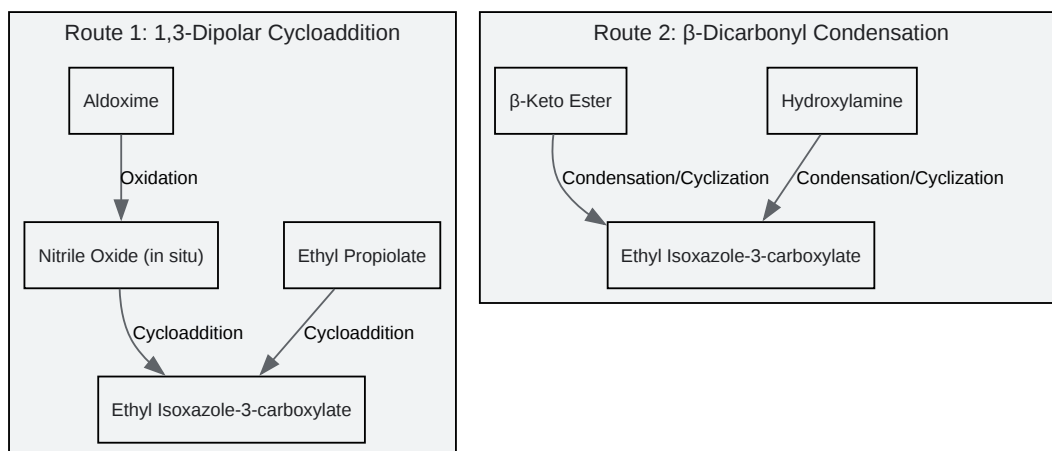 Route 1: 1,3-Dipolar Cycloaddition
Aldoxime
Oxidation
Nitrile Oxide (in situ)
Ethyl Propiolate
Cycloaddition
Cycloaddition
Ethyl Isoxazole-3-carboxylate
Route 2: β-Dicarbonyl Condensation
β-Keto Ester
Hydroxylamine
Condensation/Cyclization
Condensation/Cyclization
Ethyl Isoxazole-3-carboxylate